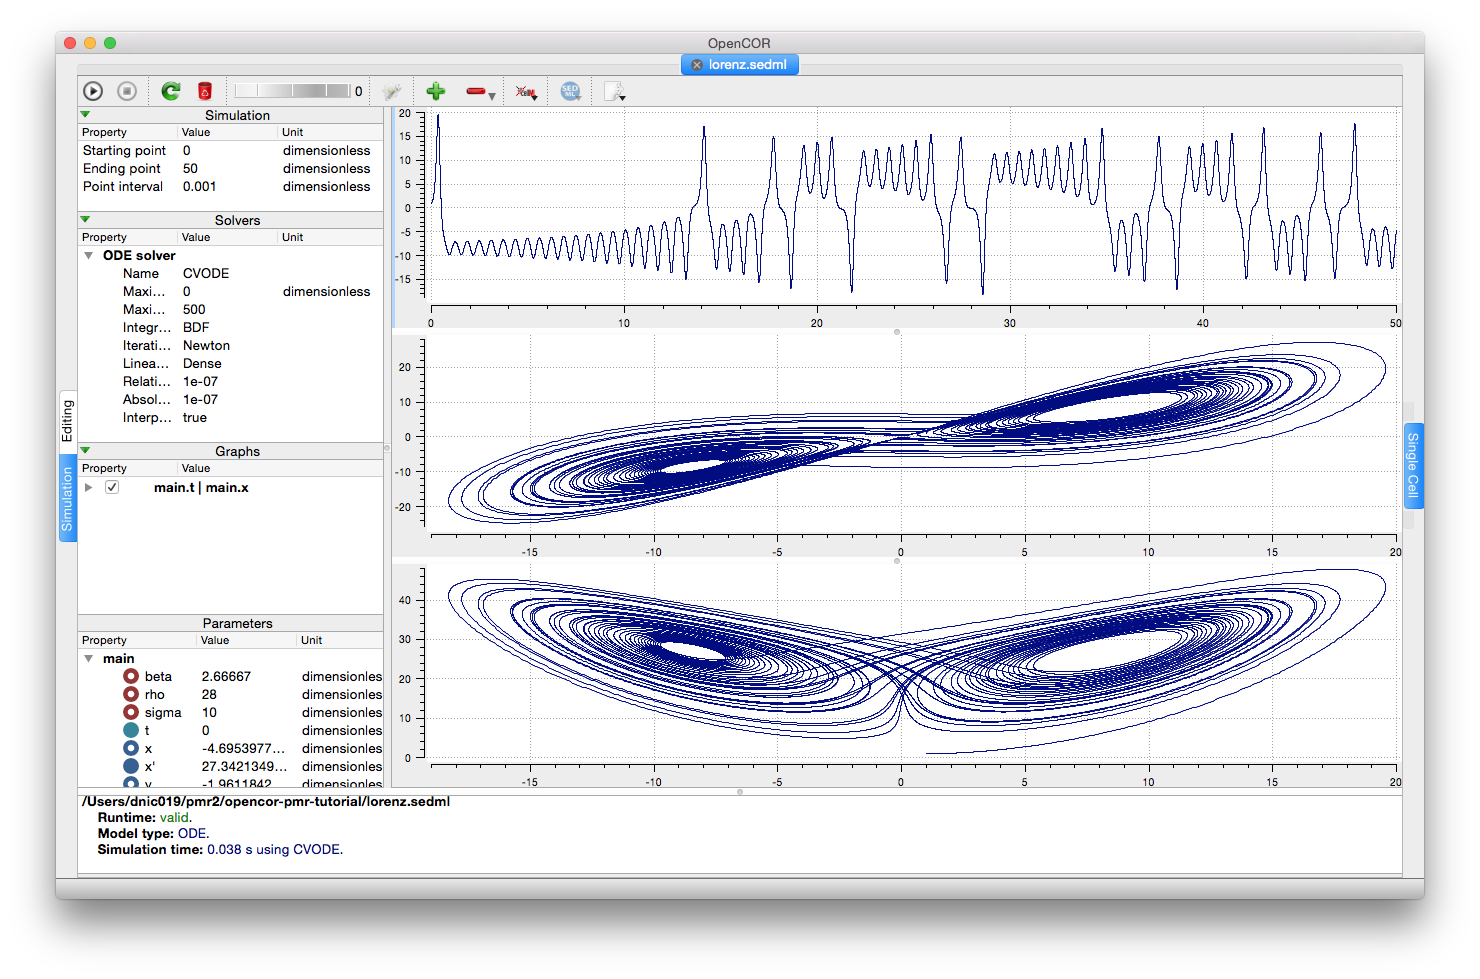 OpenCOR
lorenz.sedml
0
SED ML
Simulation
Property Value Unit
Starting point 0 dimensionless
Ending point 50 dimensionless
Point interval 0.001 dimensionless
Solvers
Property Value Unit
ODE solver
Name CVODE
Maxi... 0 dimensionless
Maxi... 500
Integr... BDF
Iterati... Newton
Linea... Dense
Relati... 1e-07
Absol... 1e-07
Interp... true
Graphs
Property Value
main.t | main.x
Parameters
Property Value Unit
main
beta 2.66667 dimensionles
rho 28 dimensionles
sigma 10 dimensionles
t 0 dimensionles
x -4.6953977... dimensionles
x' 27.3421349... dimensionles
y -1.9611842 dimensionles
Editing
Simulation
Single Cell
20
15
10
5
0
-5
-10
-15
0 10 20 30 40 50
20
10
0
-10
-20
-15 -10 -5 0 5 10 15 20
40
30
20
10
0
-15 -10 -5 0 5 10 15 20
/Users/dnic019/pmr2/opencor-pmr-tutorial/lorenz.sedml
Runtime: valid.
Model type: ODE.
Simulation time: 0.038 s using CVODE.